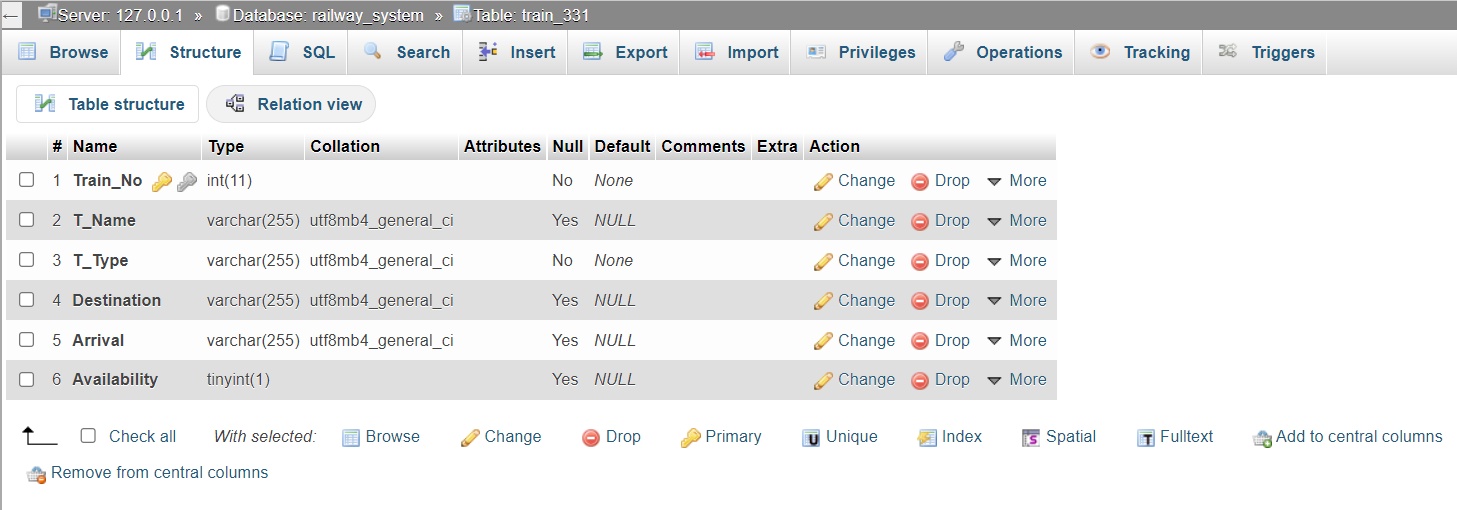 Server: 127.0.0.1 » Database: railway_system » Table: train_331
Browse Structure SQL Search Insert Export Import Privileges Operations Tracking Triggers
Table structure Relation view
# Name Type Collation Attributes Null Default Comments Extra Action
1 Train_No int(11) No None Change Drop More
2 T_Name varchar(255) utf8mb4_general_ci Yes NULL Change Drop More
3 T_Type varchar(255) utf8mb4_general_ci No None Change Drop More
4 Destination varchar(255) utf8mb4_general_ci Yes NULL Change Drop More
5 Arrival varchar(255) utf8mb4_general_ci Yes NULL Change Drop More
6 Availability tinyint(1) Yes NULL Change Drop More
Check all With selected: Browse Change Drop Primary Unique Index Spatial Fulltext Add to central columns
Remove from central columns